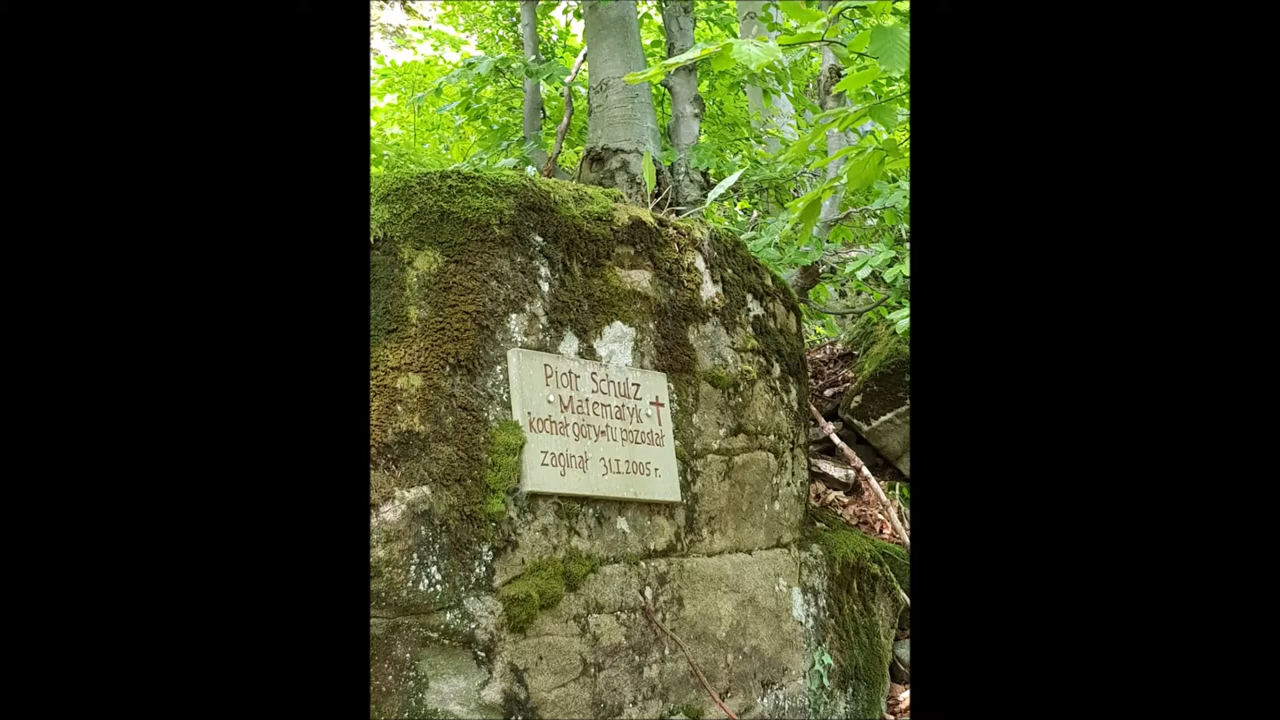 Piotr Schulz
Matematyk
kochał góry-tu pozostał
zaginął 31.I.2005 r.